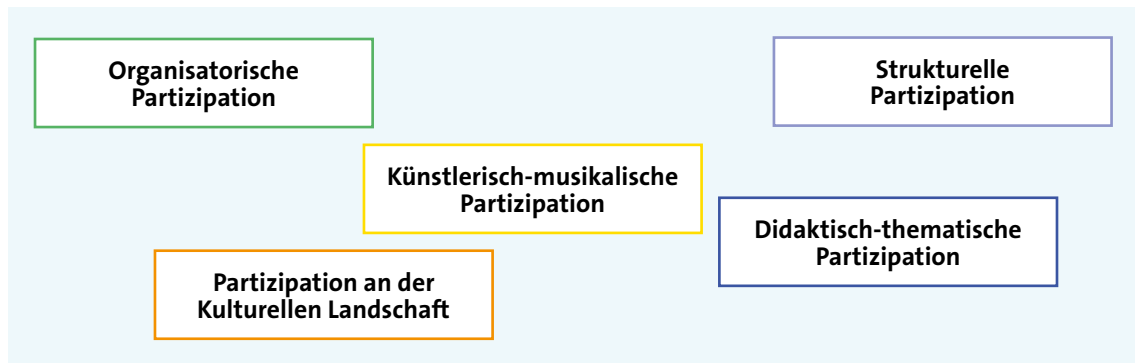 Organisatorische
Partizipation
Strukturelle
Partizipation
Künstlerisch-musikalische
Partizipation
Didaktisch-thematische
Partizipation
Partizipation an der
Kulturellen Landschaft